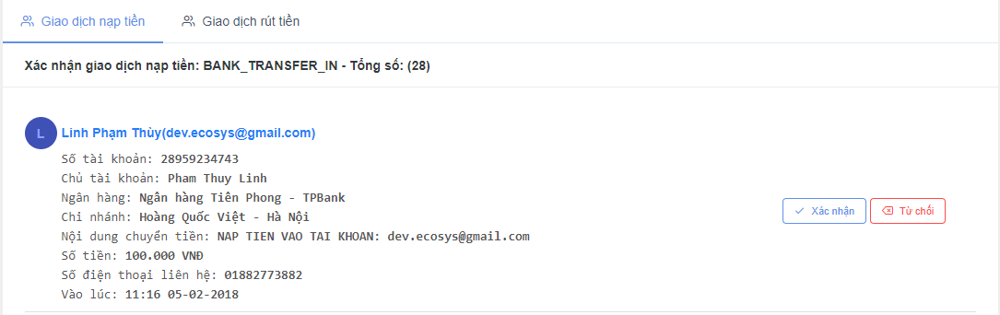 Giao dịch nạp tiền
Giao dịch rút tiền
Xác nhận giao dịch nạp tiền: BANK_TRANSFER_IN - Tổng số: (28)
L
Linh Phạm Thùy(dev.ecosys@gmail.com)
Số tài khoản: 28959234743
Chủ tài khoản: Pham Thuy Linh
Ngân hàng: Ngân hàng Tiên Phong - TPBank
Chi nhánh: Hoàng Quốc Việt - Hà Nội
Nội dung chuyển tiền: NAP TIEN VAO TAI KHOAN: dev.ecosys@gmail.com
Số tiền: 100.000 VNĐ
Số điện thoại liên hệ: 01882773882
Vào lúc: 11:16 05-02-2018
Xác nhận
Từ chối